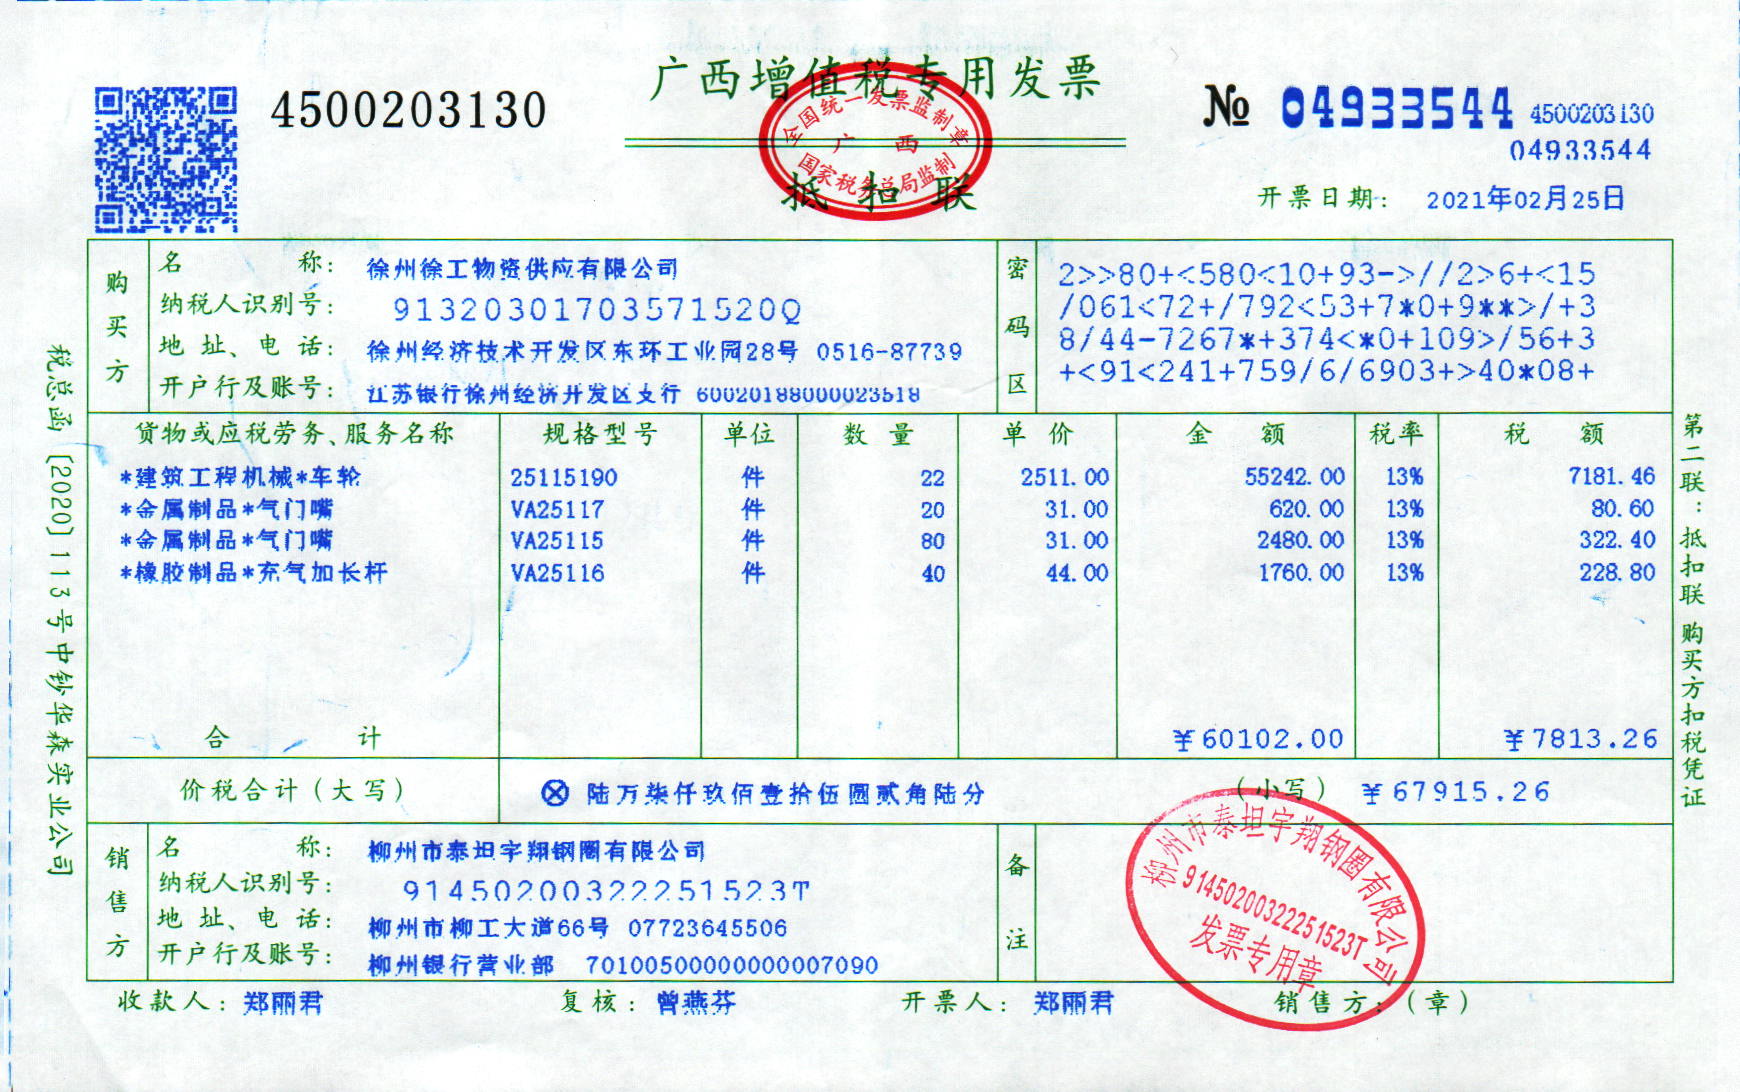 广西增值税专用发票
4500203130
№ 04933544
4500203130
04933544
全国统一发票监制章
广 西
国家税务总局监制
抵 扣 联
开票日期: 2021年02月25日
购买方
名 称: 徐州徐工物资供应有限公司
纳税人识别号: 91320301703571520Q
地 址、电 话: 徐州经济技术开发区东环工业园28号 0516-87739
开户行及账号: 江苏银行徐州经济开发区支行 60020188000023518
密码区
2>>80+<580<10+93->//2>6+<15
/061<72+/792<53+7*0+9**>/+3
8/44-7267*+374<*0+109>/56+3
+<91<241+759/6/6903+>40*08+
货物或应税劳务、服务名称 规格型号 单位 数 量 单 价 金 额 税率 税 额
*建筑工程机械*车轮 25115190 件 22 2511.00 55242.00 13% 7181.46
*金属制品*气门嘴 VA25117 件 20 31.00 620.00 13% 80.60
*金属制品*气门嘴 VA25115 件 80 31.00 2480.00 13% 322.40
*橡胶制品*充气加长杆 VA25116 件 40 44.00 1760.00 13% 228.80
合 计 ¥60102.00 ¥7813.26
价税合计(大写) ⊗ 陆万柒仟玖佰壹拾伍圆贰角陆分 (小写) ¥67915.26
销售方
名 称: 柳州市泰坦宇翔钢圈有限公司
纳税人识别号: 91450200322251523T
地 址、电 话: 柳州市柳工大道66号 07723645506
开户行及账号: 柳州银行营业部 70100500000000007090
备注
柳州市泰坦宇翔钢圈有限公司
91450200322251523T
发票专用章
收款人: 郑丽君 复核: 曾燕芬 开票人: 郑丽君 销售方:(章)
税总函[2020]113号中钞华森实业公司
第二联:抵扣联 购买方扣税凭证